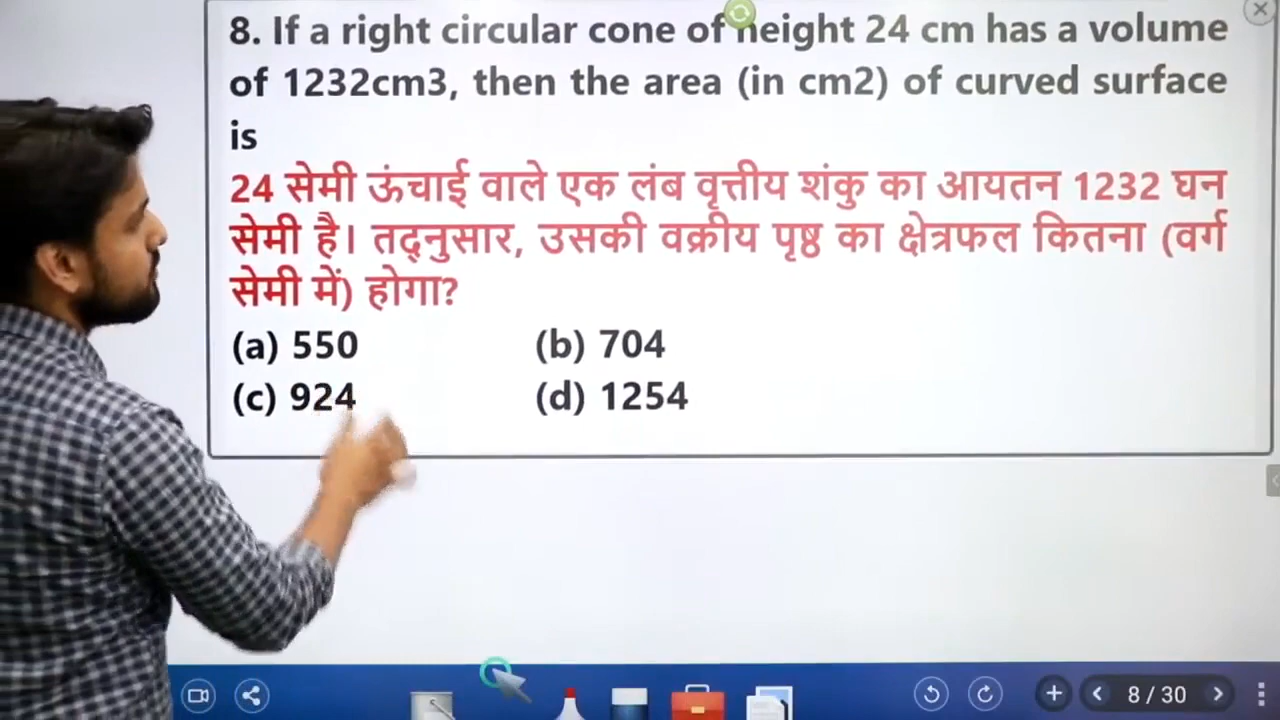 8. If a right circular cone of height 24 cm has a volume
of 1232cm3, then the area (in cm2) of curved surface
is
24 सेमी ऊंचाई वाले एक लंब वृत्तीय शंकु का आयतन 1232 घन
सेमी है। तद्नुसार, उसकी वक्रीय पृष्ठ का क्षेत्रफल कितना (वर्ग
सेमी में) होगा?
(a) 550 (b) 704
(c) 924 (d) 1254
8 / 30